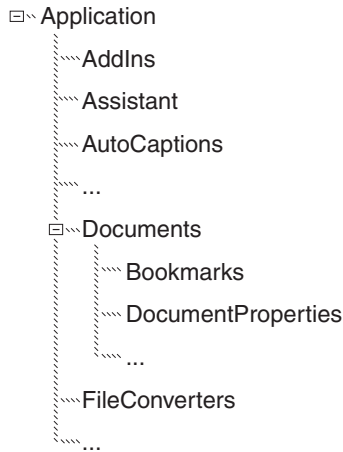 Application
AddIns
Assistant
AutoCaptions
...
Documents
Bookmarks
DocumentProperties
...
FileConverters
...